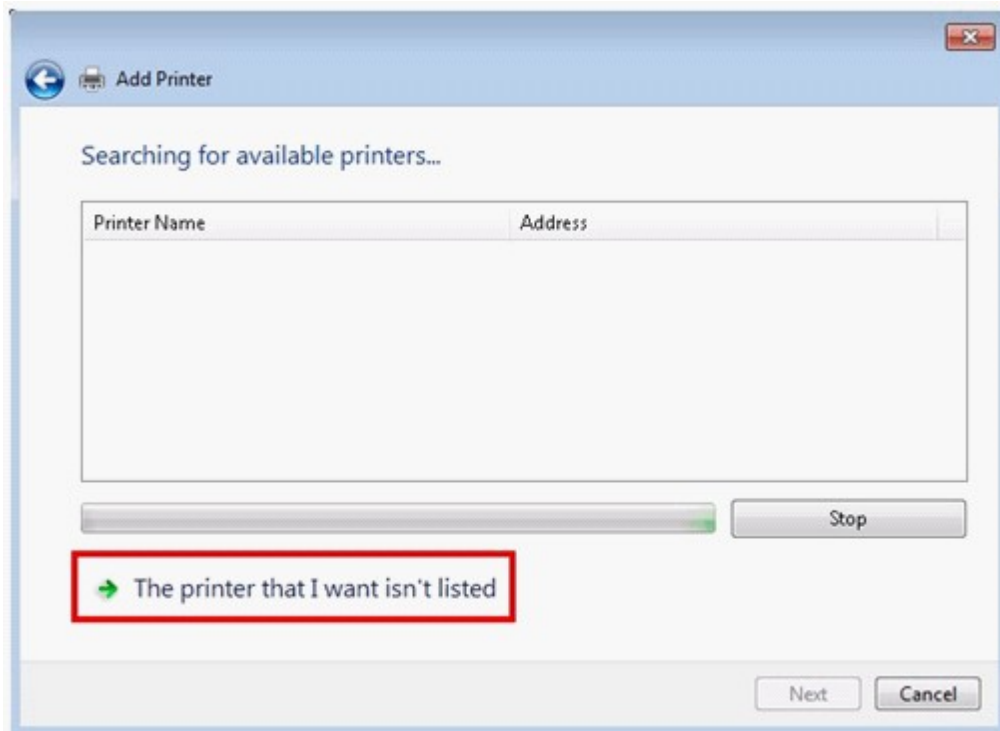 Add Printer
Searching for available printers...
Printer Name Address
Stop
The printer that I want isn't listed
Next Cancel